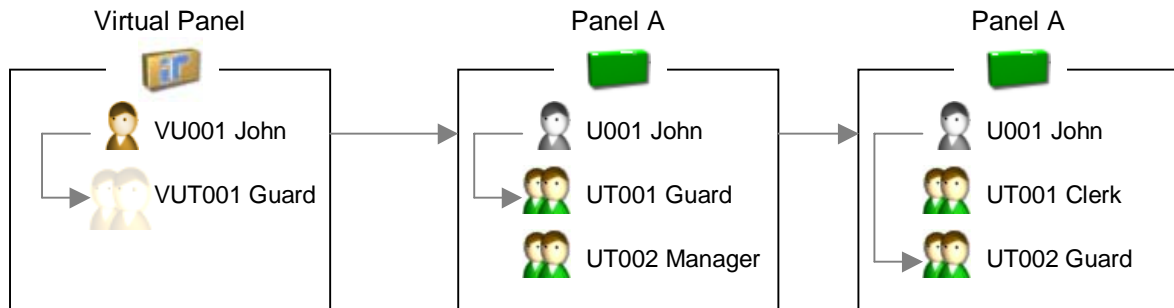 Virtual Panel
VU001 John
VUT001 Guard
Panel A
U001 John
UT001 Guard
UT002 Manager
Panel A
U001 John
UT001 Clerk
UT002 Guard